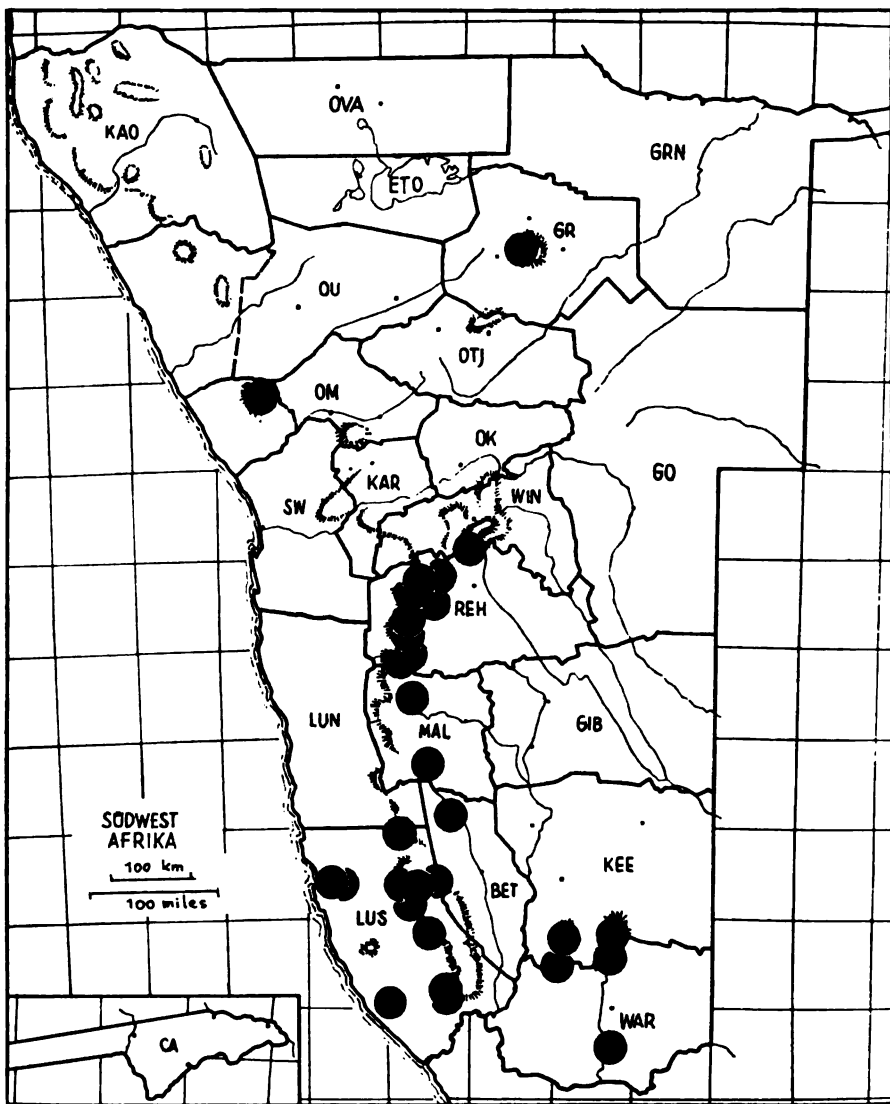 KAO
OVA
ETO
GRN
GR
OU
OTJ
OM
OK
GO
SW
KAR
WIN
REH
LUN
MAL
GIB
SÜDWEST
AFRIKA
100 km
100 miles
KEE
BET
LUS
WAR
CA